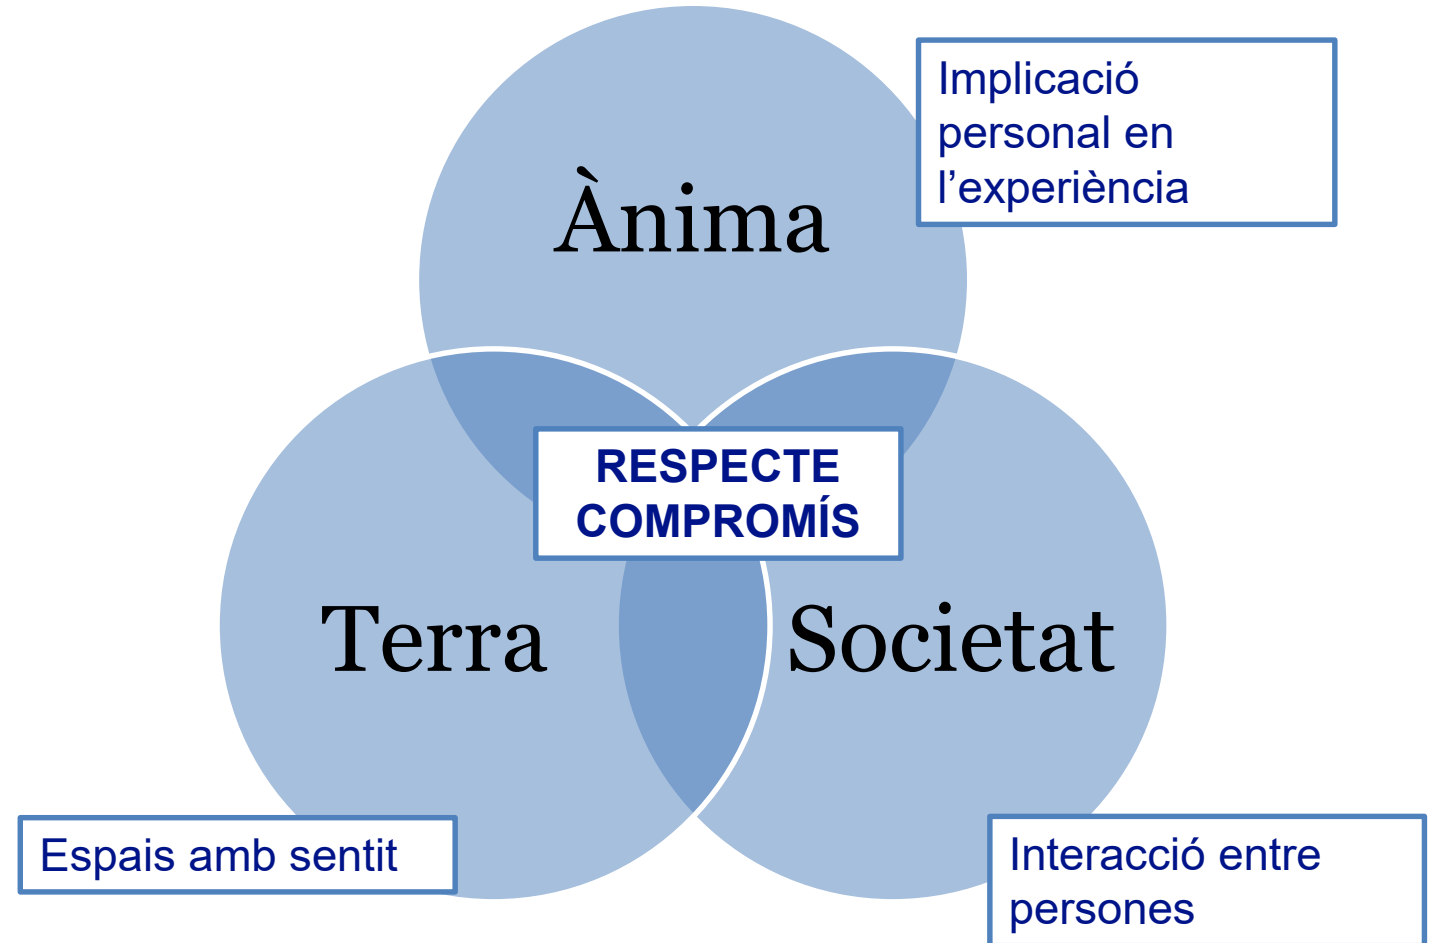 Implicació
personal en
l’experiència
Ànima
RESPECTE
COMPROMÍS
Terra
Societat
Espais amb sentit
Interacció entre
persones